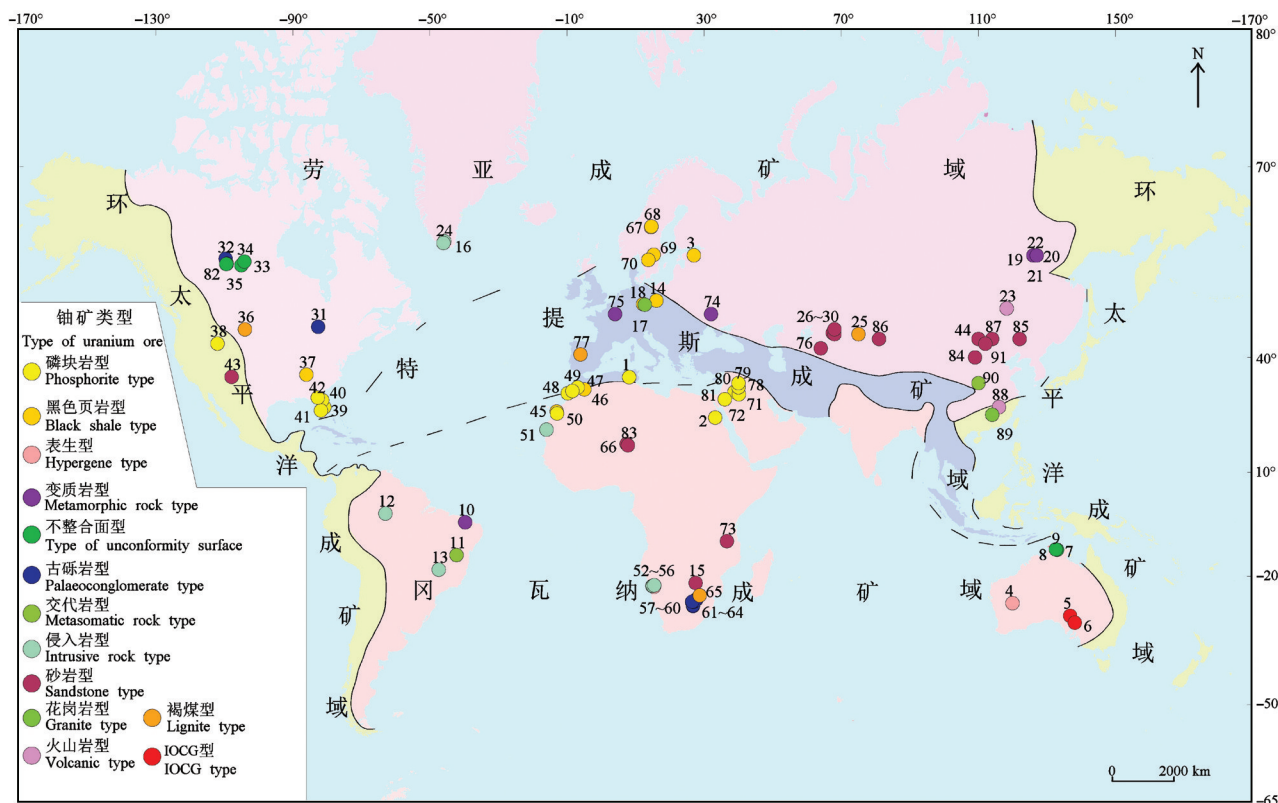 -170°
-130°
-90°
-50°
-10°
30°
70°
110°
150°
-170°
80°
N
劳 亚 成 矿 域
70°
环
环
68
67
24
16
69
3
70
32
34
82
33
35
22
19
20
21
太
提
斯
太
18
14
17
75
74
23
31
36
38
26~30
25
86
76
44
87
85
84
91
40°
77
特
成
矿
43
平
37
42
40
41
39
1
49
48
47
46
45
50
51
79
80
78
81
71
72
2
90
88
89
平
83
66
洋
域
洋
10°
12
10
11
13
成
成
73
9
8
7
矿
-20°
52~56
15
65
57~60
61~64
冈 瓦 纳 成 矿 域
4
5
6
矿
域
-50°
域
铀矿类型
Type of uranium ore
磷块岩型
Phosphorite type
黑色页岩型
Black shale type
表生型
Hypergene type
变质岩型
Metamorphic rock type
不整合面型
Type of unconformity surface
古砾岩型
Palaeoconglomerate type
交代岩型
Metasomatic rock type
侵入岩型
Intrusive rock type
砂岩型
Sandstone type
花岗岩型
Granite type
褐煤型
Lignite type
火山岩型
Volcanic type
IOCG型
IOCG type
0 2000 km
-65